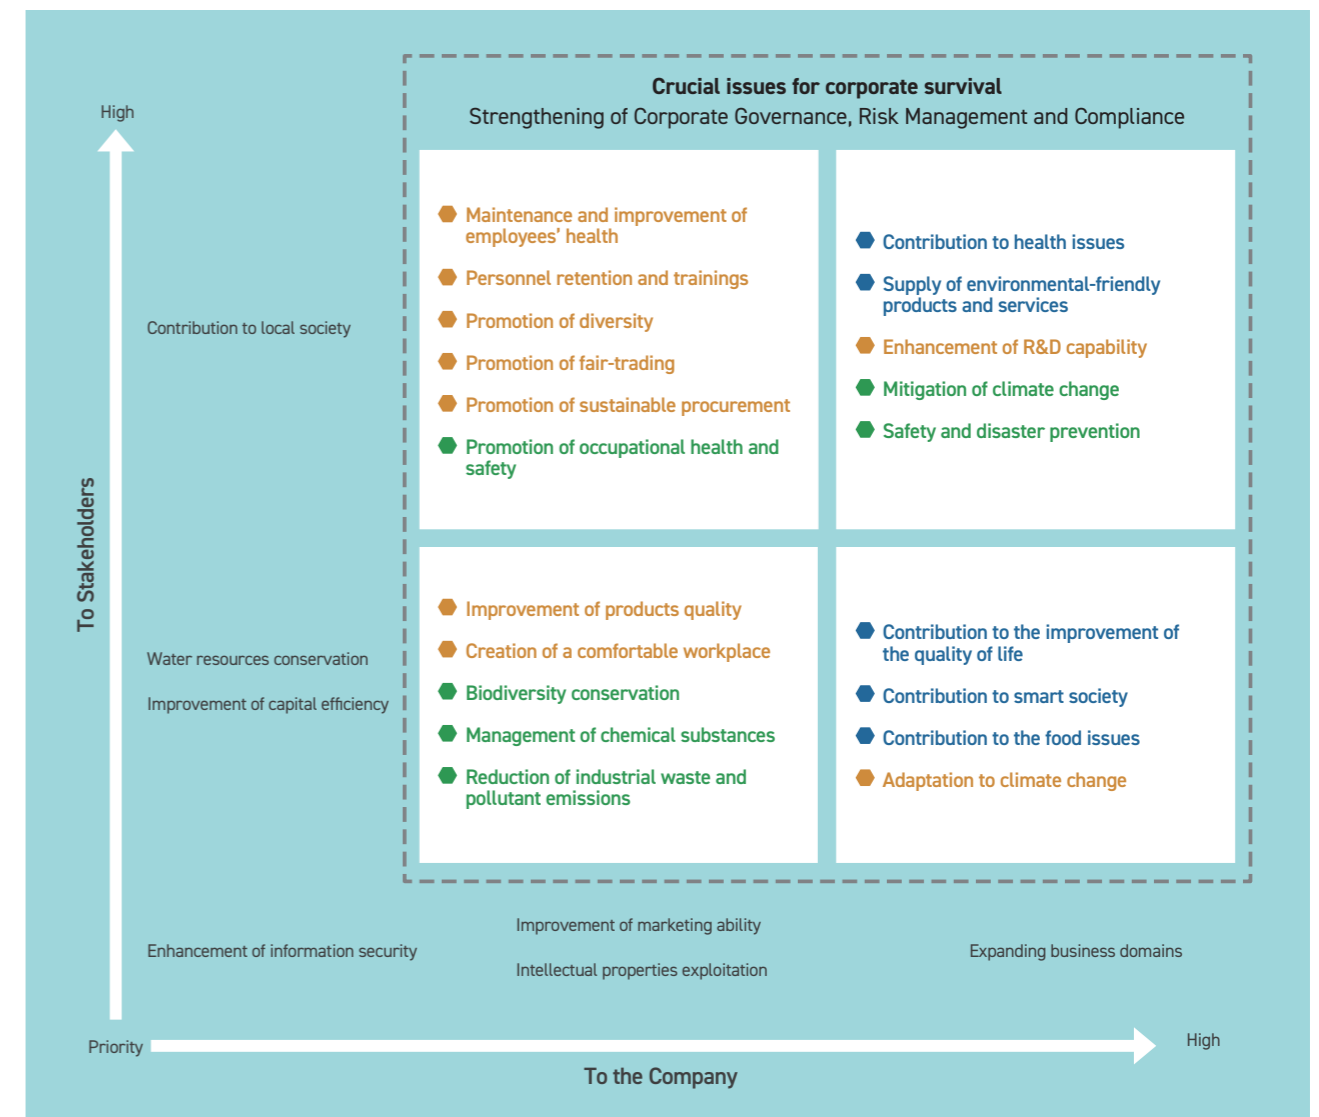 Crucial issues for corporate survival
Strengthening of Corporate Governance, Risk Management and Compliance
High
To Stakeholders
Contribution to local society
Maintenance and improvement of
employees’ health
Personnel retention and trainings
Promotion of diversity
Promotion of fair-trading
Promotion of sustainable procurement
Promotion of occupational health and
safety
Contribution to health issues
Supply of environmental-friendly
products and services
Enhancement of R&D capability
Mitigation of climate change
Safety and disaster prevention
Water resources conservation
Improvement of capital efficiency
Improvement of products quality
Creation of a comfortable workplace
Biodiversity conservation
Management of chemical substances
Reduction of industrial waste and
pollutant emissions
Contribution to the improvement of
the quality of life
Contribution to smart society
Contribution to the food issues
Adaptation to climate change
Enhancement of information security
Improvement of marketing ability
Intellectual properties exploitation
Expanding business domains
Priority
High
To the Company